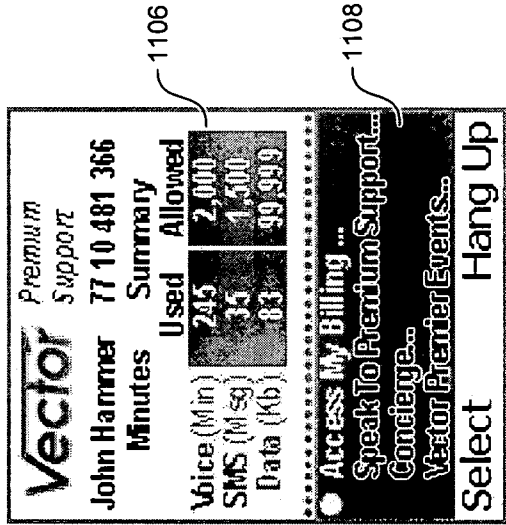 Vector Premium Support
John Hammer 77 10 481 366
Minutes Summary
Used Allowed
Voice (Min) 245 2,000
SMS (Msg) 35 1,500
Data (Kb) 83 99,999
Access My Billing ...
Speak To Premium Support...
Concierge...
Vector Premier Events...
Select Hang Up
1106
1108